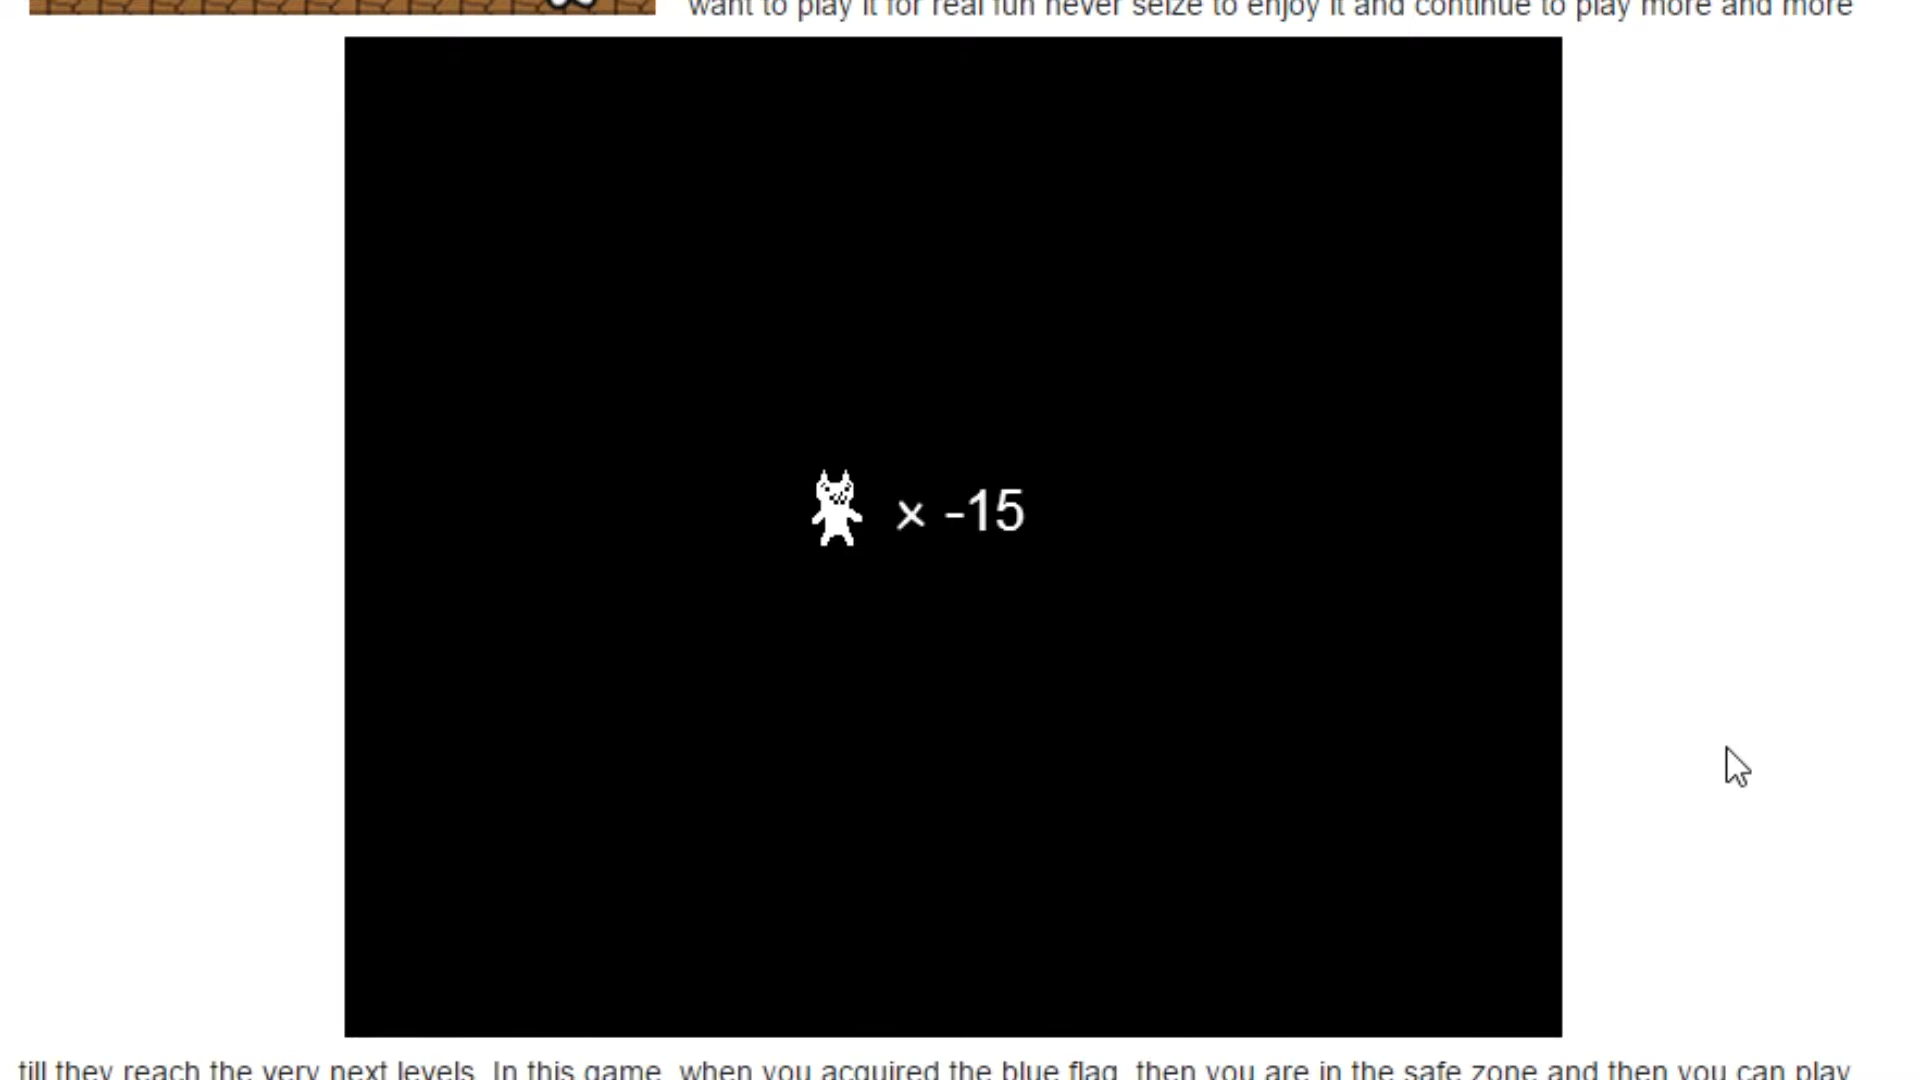 want to play it for real fun never seize to enjoy it and continue to play more and more
x -15
till they reach the very next levels. In this game, when you acquired the blue flag, then you are in the safe zone and then you can play